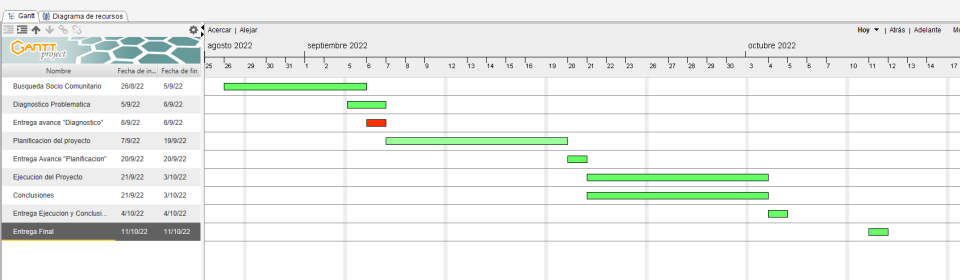 Gantt Diagrama de recursos
Acercar | Alejar Hoy | Atrás | Adelante
GANTT project
agosto 2022 septiembre 2022 octubre 2022
25 26 29 30 31 1 2 5 6 7 8 9 12 13 14 15 16 19 20 21 22 23 26 27 28 29 30 3 4 5 6 7 10 11 12 13 14 17
Nombre Fecha de in... Fecha de fin
Busqueda Socio Comunitario 26/8/22 5/9/22
Diagnostico Problematica 5/9/22 6/9/22
Entrega avance "Diagnostico" 6/9/22 6/9/22
Planificacion del proyecto 7/9/22 19/9/22
Entrega Avance "Planificacion" 20/9/22 20/9/22
Ejecucion del Proyecto 21/9/22 3/10/22
Conclusiones 21/9/22 3/10/22
Entrega Ejecucion y Conclusi... 4/10/22 4/10/22
Entrega Final 11/10/22 11/10/22